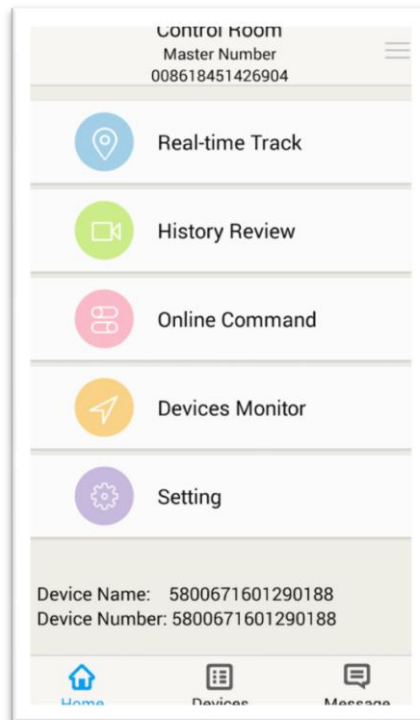 Control Room
Master Number
008618451426904
Real-time Track
History Review
Online Command
Devices Monitor
Setting
Device Name: 5800671601290188
Device Number: 5800671601290188
Home
Devices
Message